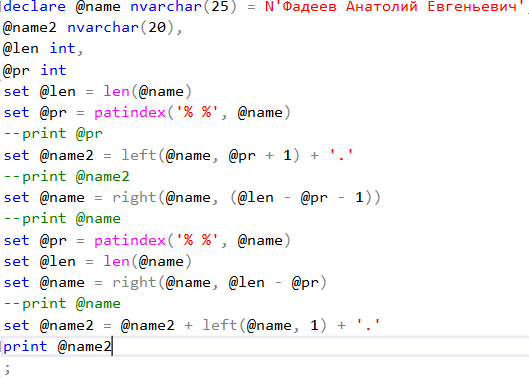 declare @name nvarchar(25) = N'Фадеев Анатолий Евгеньевич',
@name2 nvarchar(20),
@len int,
@pr int
set @len = len(@name)
set @pr = patindex('% %', @name)
--print @pr
set @name2 = left(@name, @pr + 1) + '.'
--print @name2
set @name = right(@name, (@len - @pr - 1))
--print @name
set @pr = patindex('% %', @name)
set @len = len(@name)
set @name = right(@name, @len - @pr)
--print @name
set @name2 = @name2 + left(@name, 1) + '.'
print @name2
;